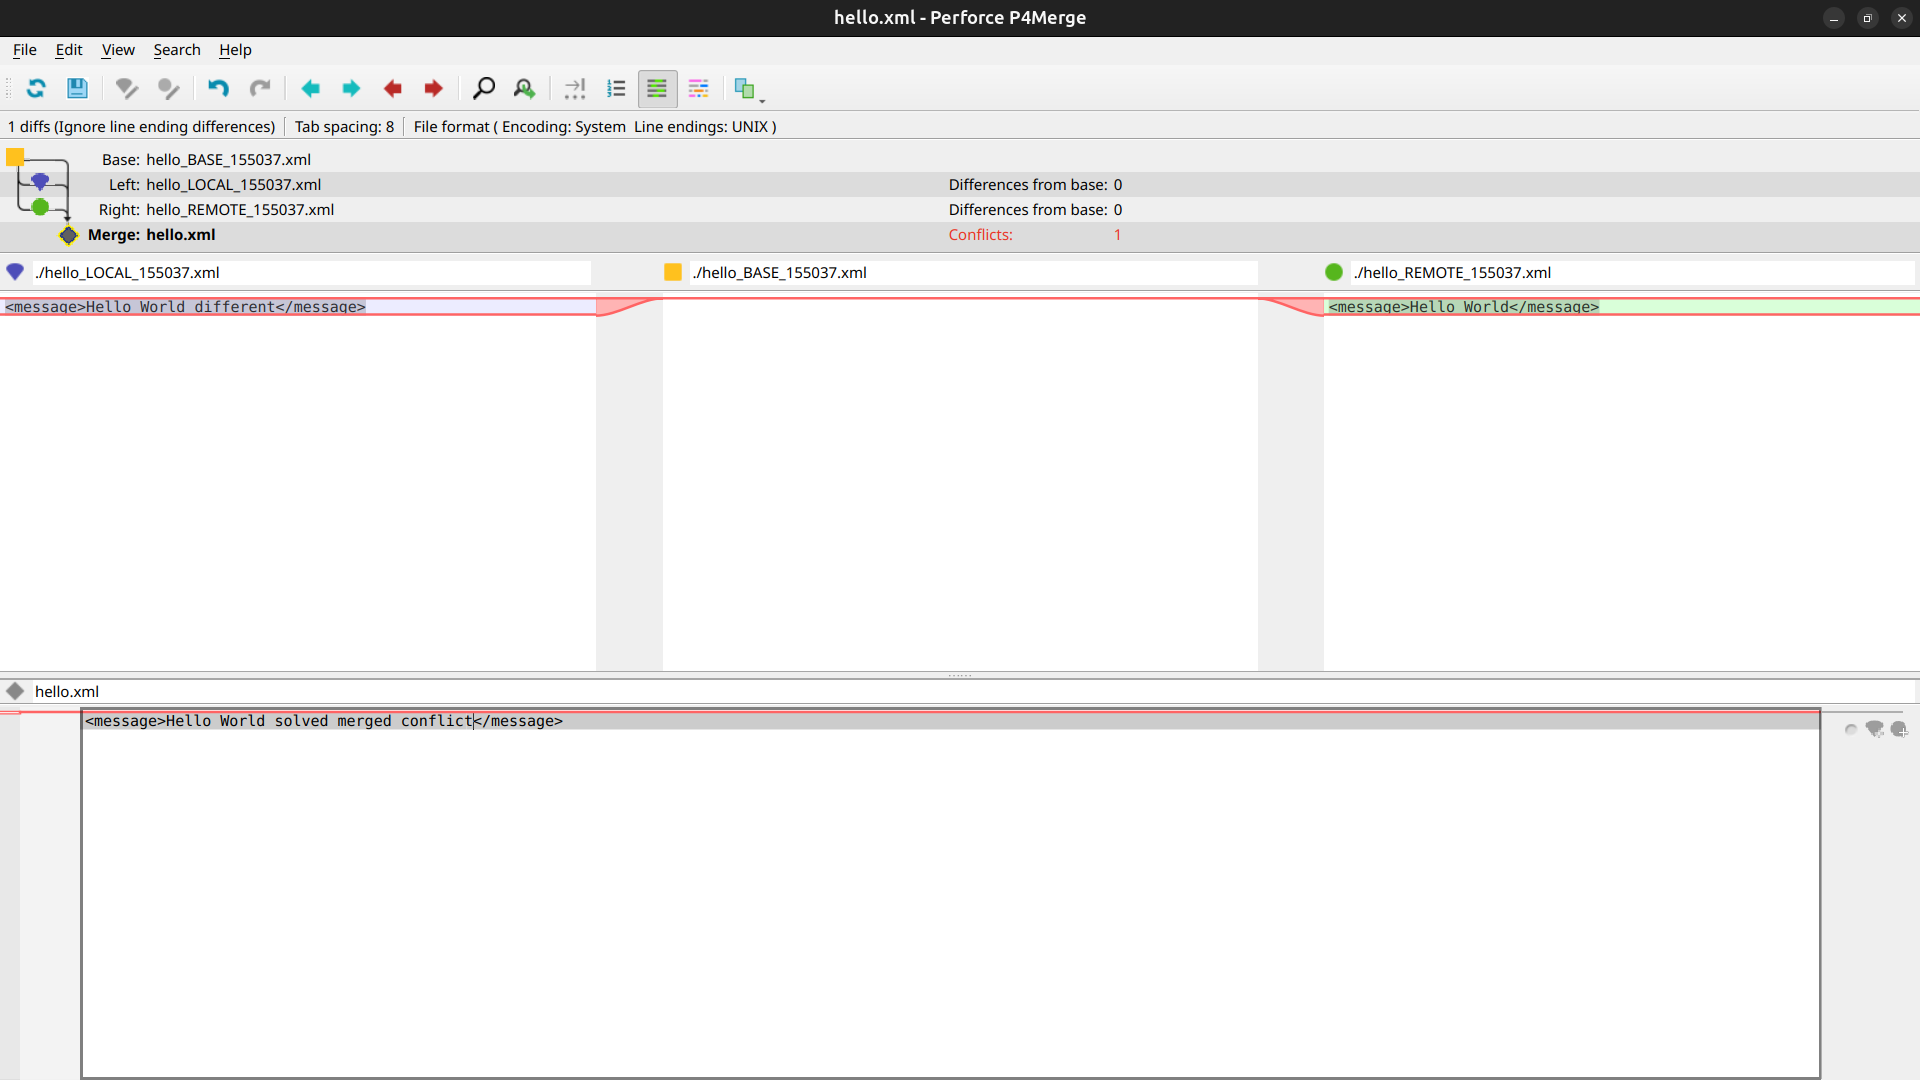 hello.xml - Perforce P4Merge
File Edit View Search Help
1 diffs (Ignore line ending differences) Tab spacing: 8 File format ( Encoding: System Line endings: UNIX )
Base: hello_BASE_155037.xml
Left: hello_LOCAL_155037.xml Differences from base: 0
Right: hello_REMOTE_155037.xml Differences from base: 0
Merge: hello.xml Conflicts: 1
./hello_LOCAL_155037.xml ./hello_BASE_155037.xml ./hello_REMOTE_155037.xml
<message>Hello World different</message> <message>Hello World</message>
hello.xml
<message>Hello World solved merged conflict</message>